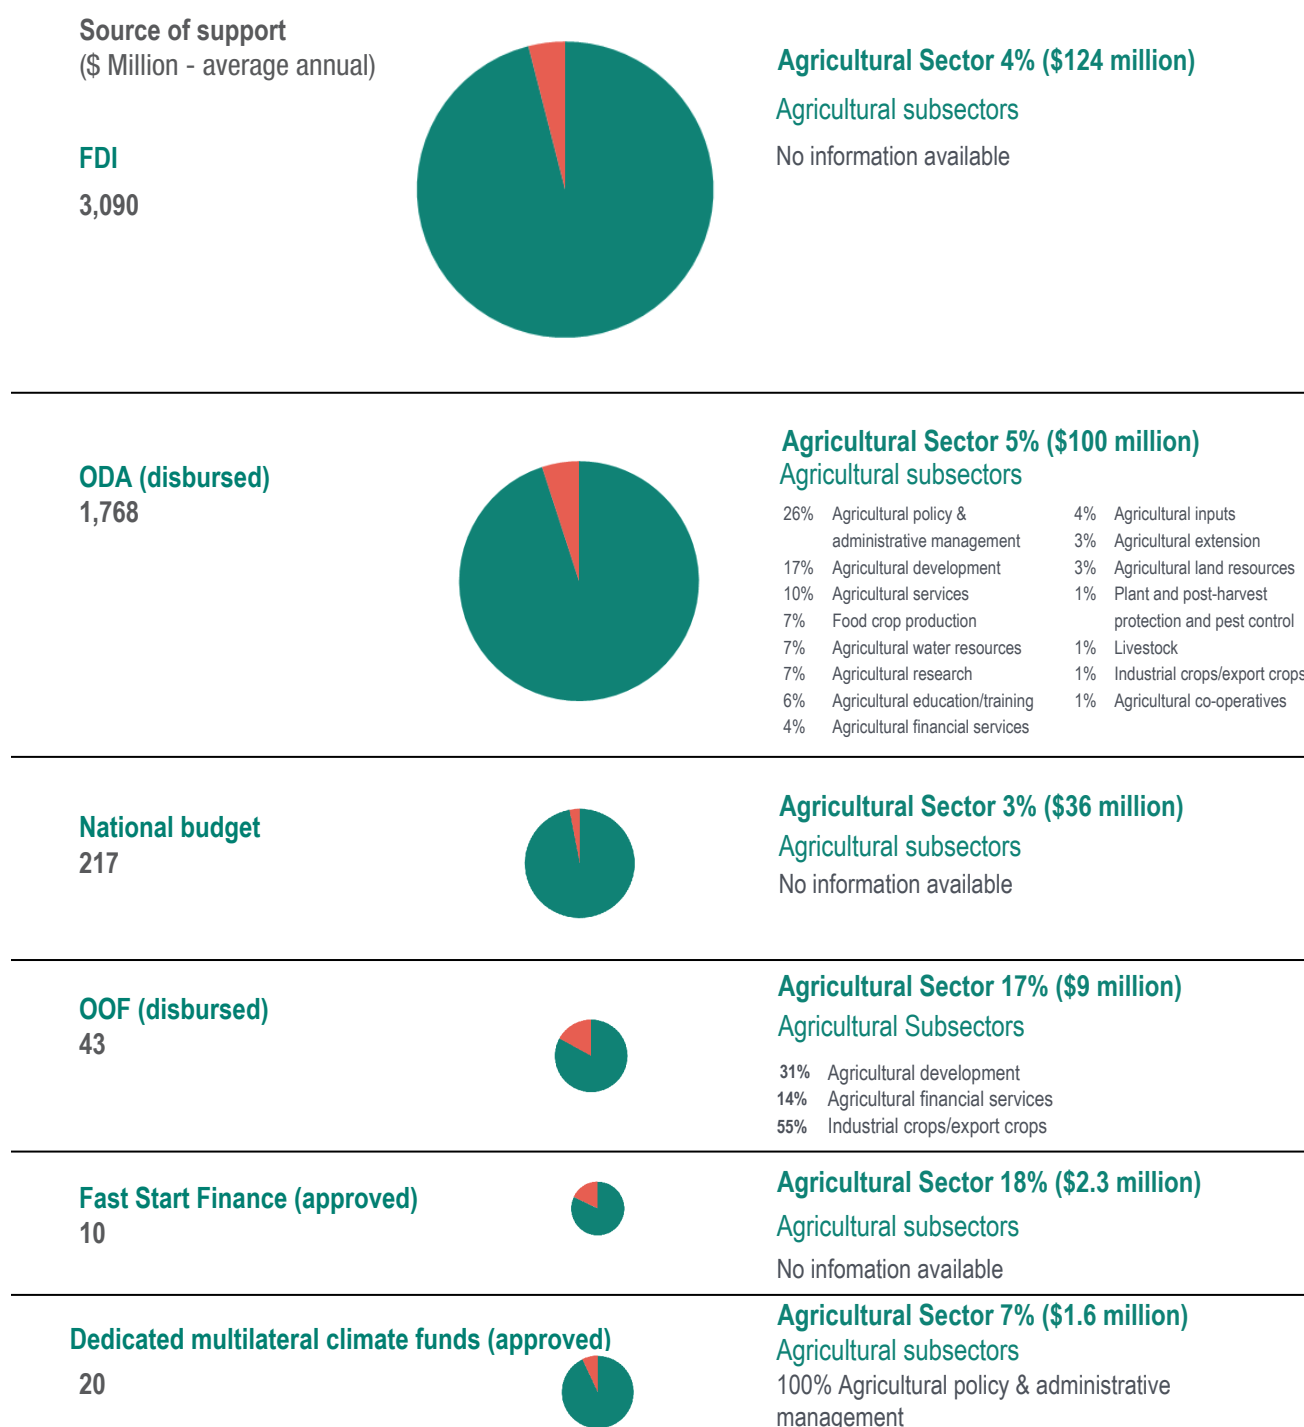 Source of support
($ Million - average annual)
FDI
3,090
Agricultural Sector 4% ($124 million)
Agricultural subsectors
No information available
ODA (disbursed)
1,768
Agricultural Sector 5% ($100 million)
Agricultural subsectors
26% Agricultural policy &
administrative management
17% Agricultural development
10% Agricultural services
7% Food crop production
7% Agricultural water resources
7% Agricultural research
6% Agricultural education/training
4% Agricultural financial services
4% Agricultural inputs
3% Agricultural extension
3% Agricultural land resources
1% Plant and post-harvest
protection and pest control
1% Livestock
1% Industrial crops/export crops
1% Agricultural co-operatives
National budget
217
Agricultural Sector 3% ($36 million)
Agricultural subsectors
No information available
OOF (disbursed)
43
Agricultural Sector 17% ($9 million)
Agricultural Subsectors
31% Agricultural development
14% Agricultural financial services
55% Industrial crops/export crops
Fast Start Finance (approved)
10
Agricultural Sector 18% ($2.3 million)
Agricultural subsectors
No infomation available
Dedicated multilateral climate funds (approved)
20
Agricultural Sector 7% ($1.6 million)
Agricultural subsectors
100% Agricultural policy & administrative
management